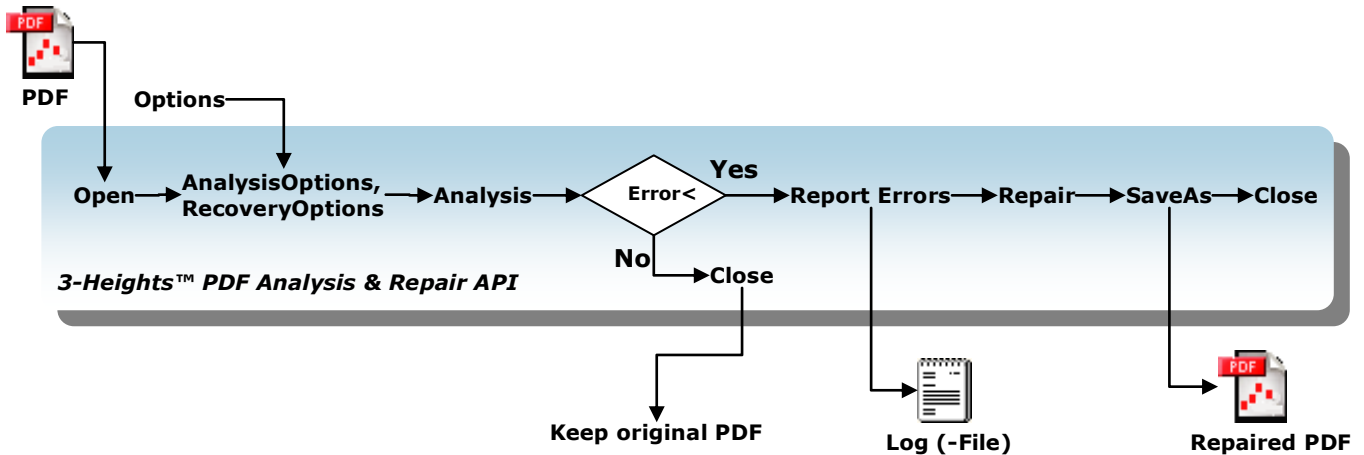 PDF
PDF
Options
Open
AnalysisOptions,
RecoveryOptions
Analysis
Error<
Yes
Report Errors
Repair
SaveAs
Close
No
Close
3-Heights™ PDF Analysis & Repair API
Keep original PDF
Log (-File)
PDF
Repaired PDF